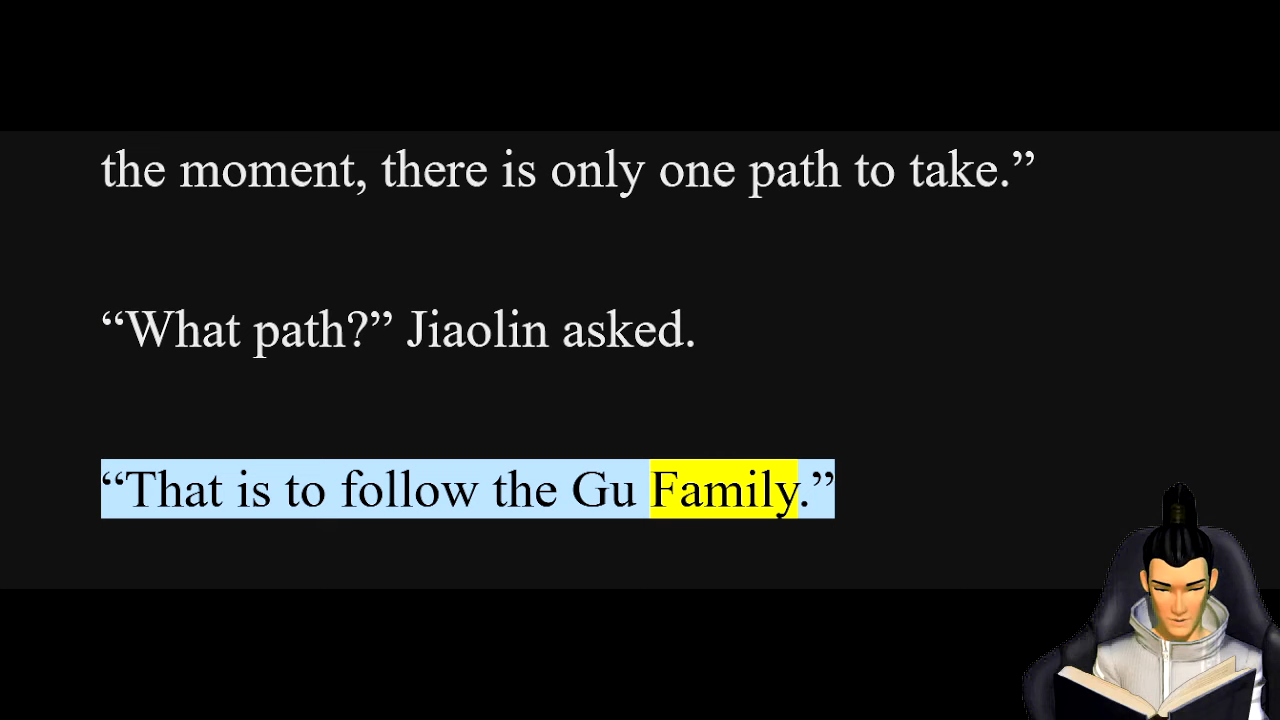 the moment, there is only one path to take.”
“What path?” Jiaolin asked.
“That is to follow the Gu Family.”